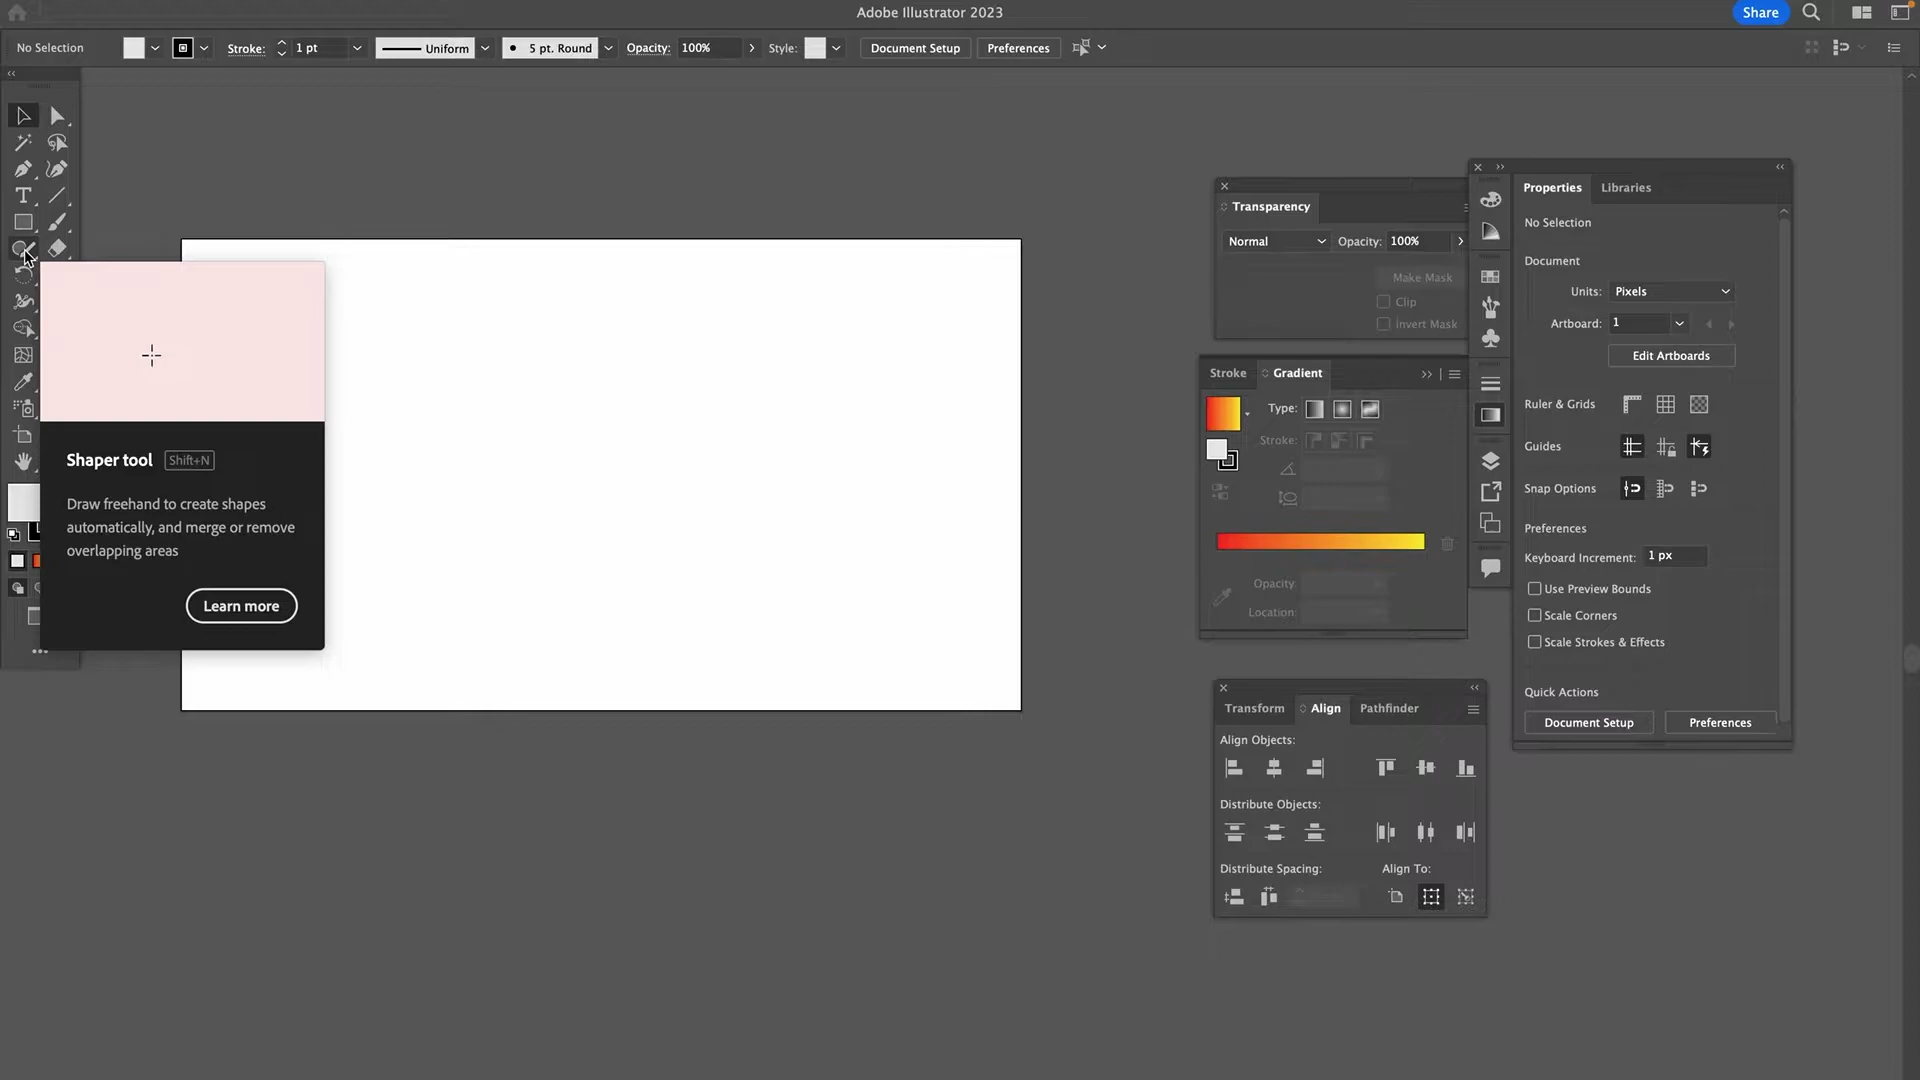 Adobe Illustrator 2023
Share
No Selection
Stroke:
1 pt
Uniform
5 pt. Round
Opacity:
100%
Style:
Document Setup
Preferences
Shaper tool
Shift+N
Draw freehand to create shapes
automatically, and merge or remove
overlapping areas
Learn more
Transparency
Normal
Opacity:
100%
Make Mask
Clip
Invert Mask
Stroke
Gradient
Type:
Stroke:
Opacity:
Location:
Transform
Align
Pathfinder
Align Objects:
Distribute Objects:
Distribute Spacing:
Align To:
Properties
Libraries
No Selection
Document
Units:
Pixels
Artboard:
1
Edit Artboards
Ruler & Grids
Guides
Snap Options
Preferences
Keyboard Increment:
1 px
Use Preview Bounds
Scale Corners
Scale Strokes & Effects
Quick Actions
Document Setup
Preferences